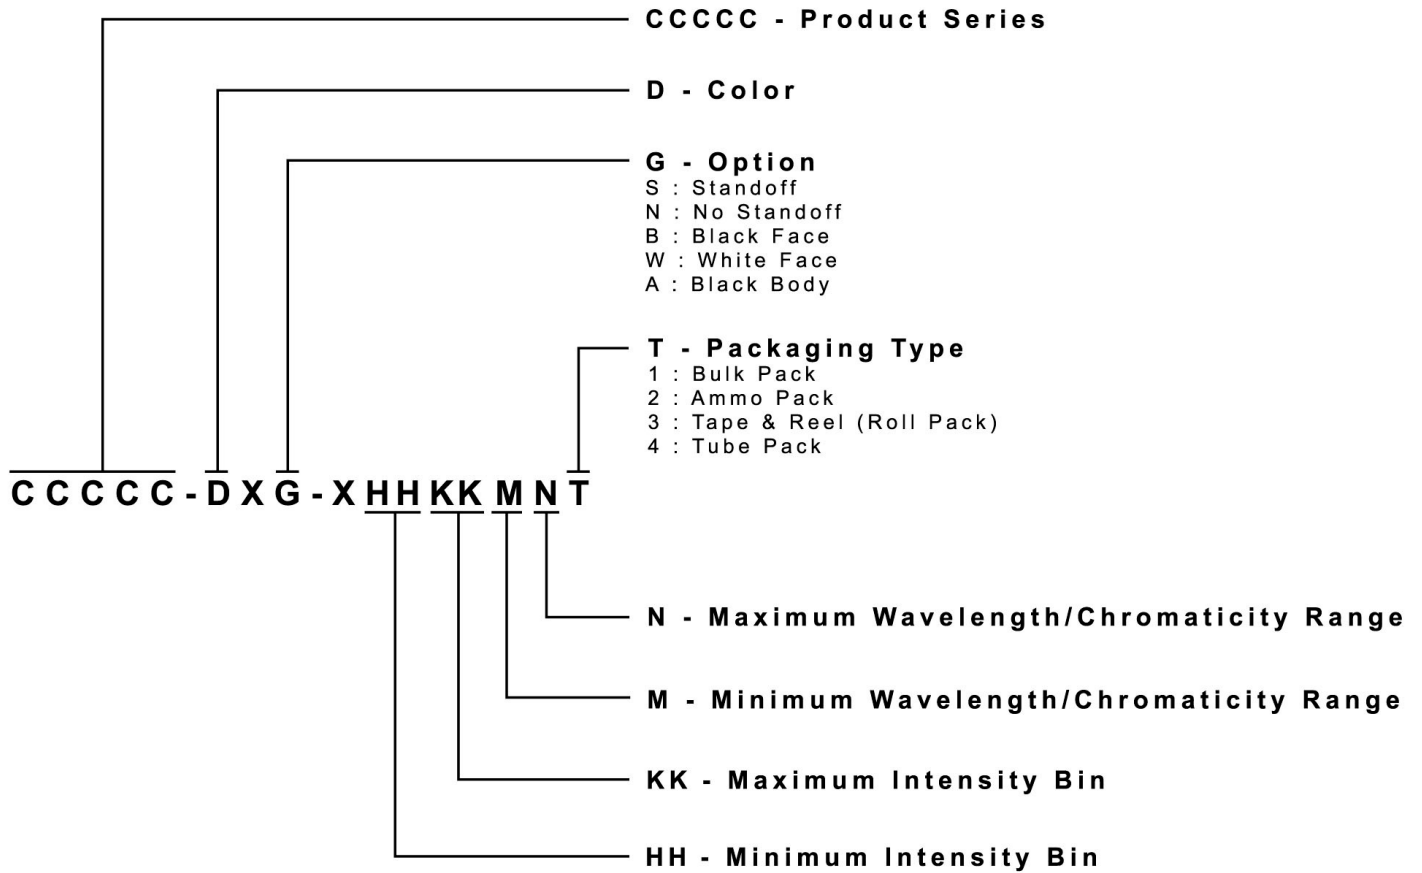 CCCCC - Product Series
D - Color
G - Option
S : Standoff
N : No Standoff
B : Black Face
W : White Face
A : Black Body
T - Packaging Type
1 : Bulk Pack
2 : Ammo Pack
3 : Tape & Reel (Roll Pack)
4 : Tube Pack
CCCCC-DXG-XHHKKMNT
N - Maximum Wavelength/Chromaticity Range
M - Minimum Wavelength/Chromaticity Range
KK - Maximum Intensity Bin
HH - Minimum Intensity Bin